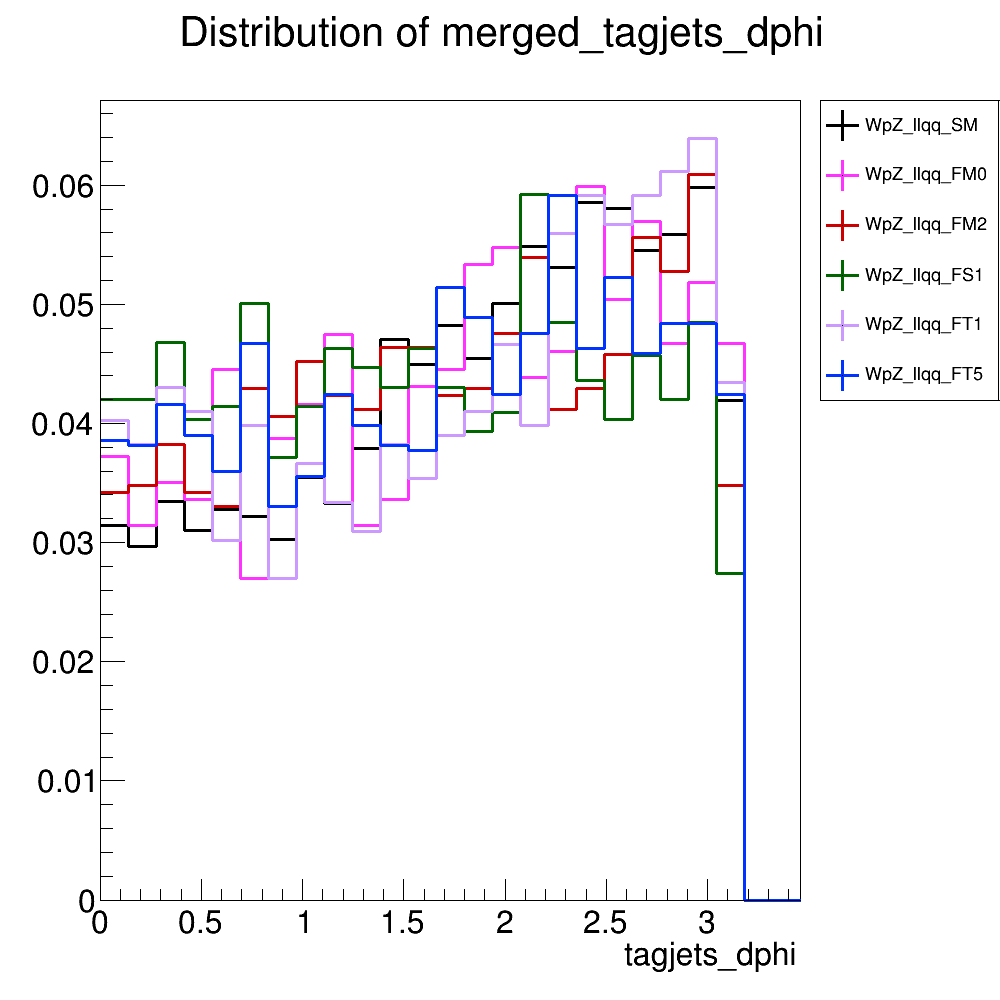 Distribution of merged_tagjets_dphi
WpZ_llqq_SM
WpZ_llqq_FM0
WpZ_llqq_FM2
WpZ_llqq_FS1
WpZ_llqq_FT1
WpZ_llqq_FT5
0.06
0.05
0.04
0.03
0.02
0.01
0
0 0.5 1 1.5 2 2.5 3
tagjets_dphi